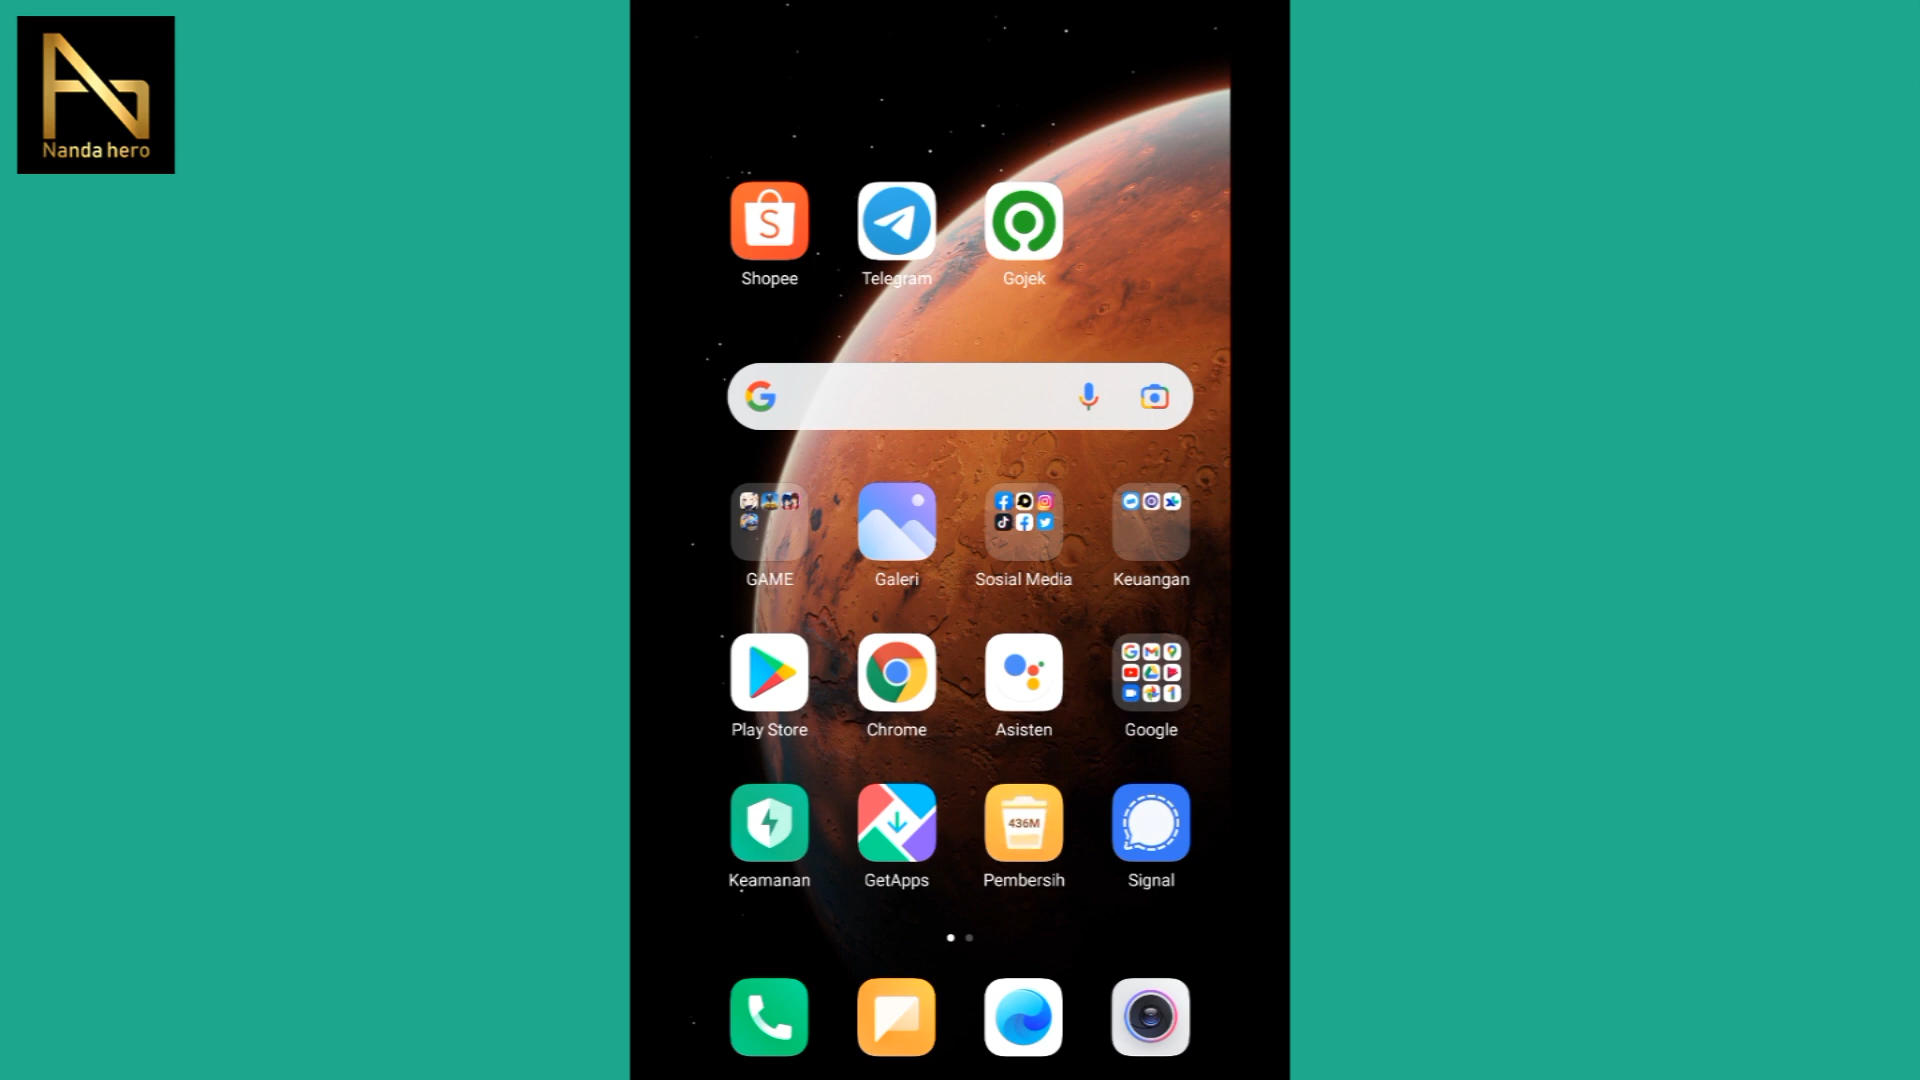 Nanda hero
S
Shopee
Telegram
Gojek
GAME
Galeri
Sosial Media
Keuangan
Play Store
Chrome
Asisten
Google
436M
Keamanan
GetApps
Pembersih
Signal